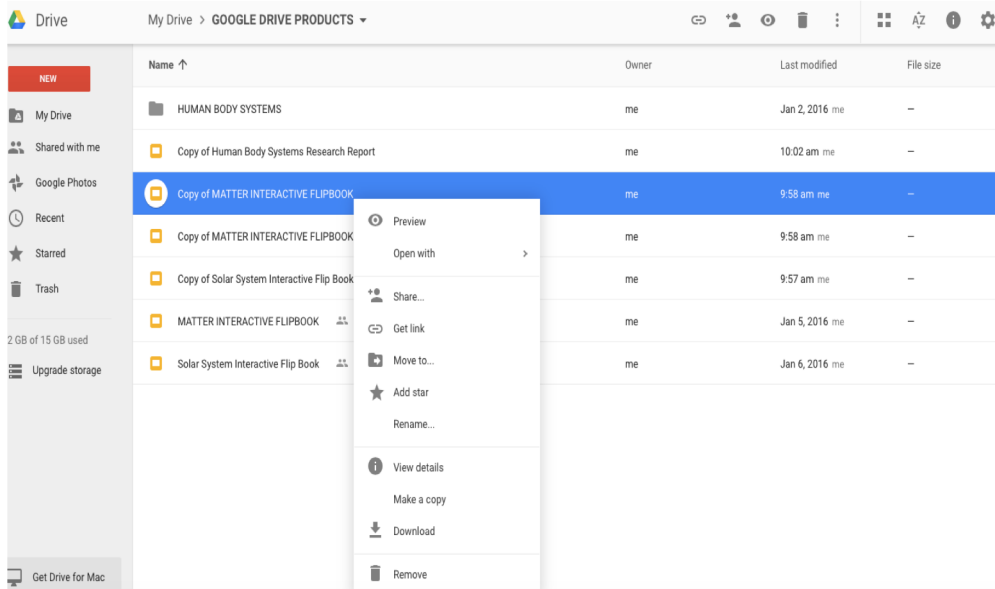 Drive
My Drive > GOOGLE DRIVE PRODUCTS
AZ
NEW
My Drive
Shared with me
Google Photos
Recent
Starred
Trash
2 GB of 15 GB used
Upgrade storage
Get Drive for Mac
Name Owner Last modified File size
HUMAN BODY SYSTEMS me Jan 2, 2016 me –
Copy of Human Body Systems Research Report me 10:02 am me –
Copy of MATTER INTERACTIVE FLIPBOOK me 9:58 am me –
Copy of MATTER INTERACTIVE FLIPBOOK me 9:58 am me –
Copy of Solar System Interactive Flip Book me 9:57 am me –
MATTER INTERACTIVE FLIPBOOK me Jan 5, 2016 me –
Solar System Interactive Flip Book me Jan 6, 2016 me –
Preview
Open with
Share...
Get link
Move to...
Add star
Rename...
View details
Make a copy
Download
Remove